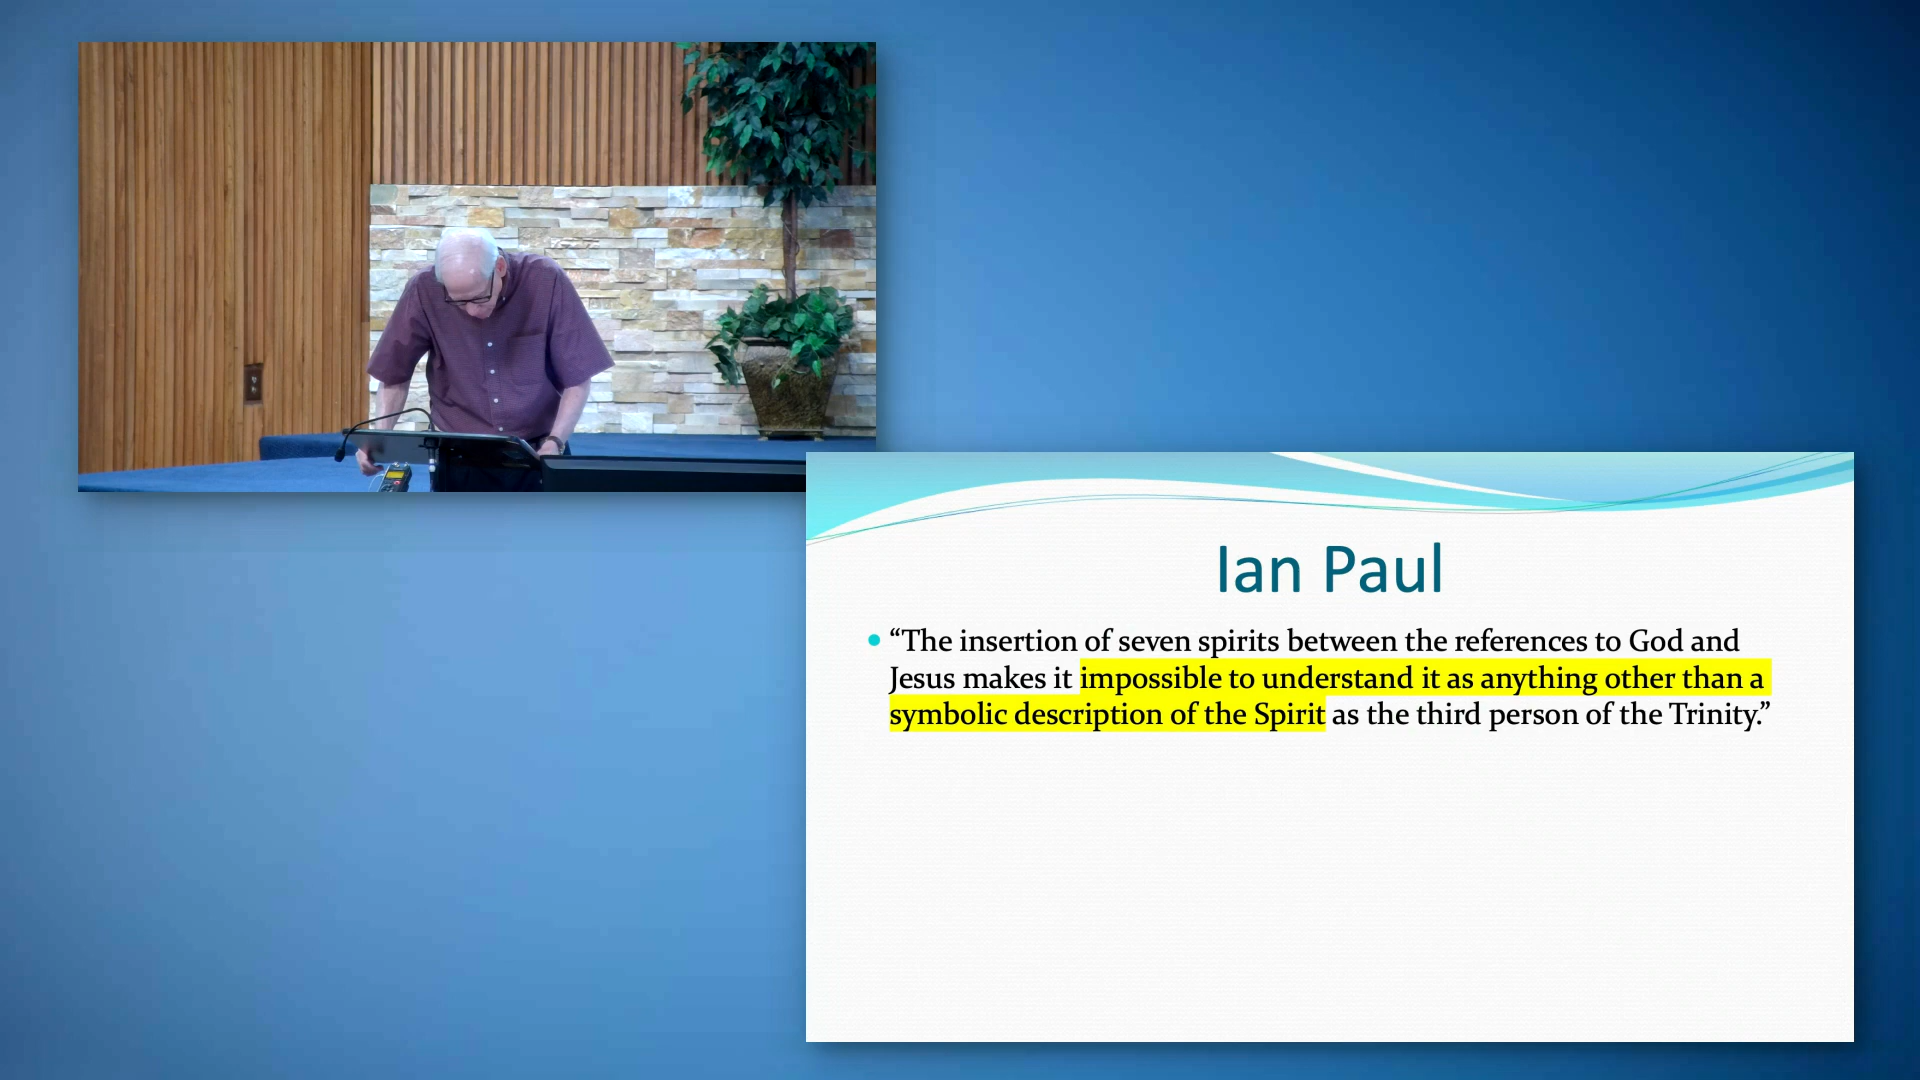 Ian Paul
“The insertion of seven spirits between the references to God and
Jesus makes it impossible to understand it as anything other than a
symbolic description of the Spirit as the third person of the Trinity.”